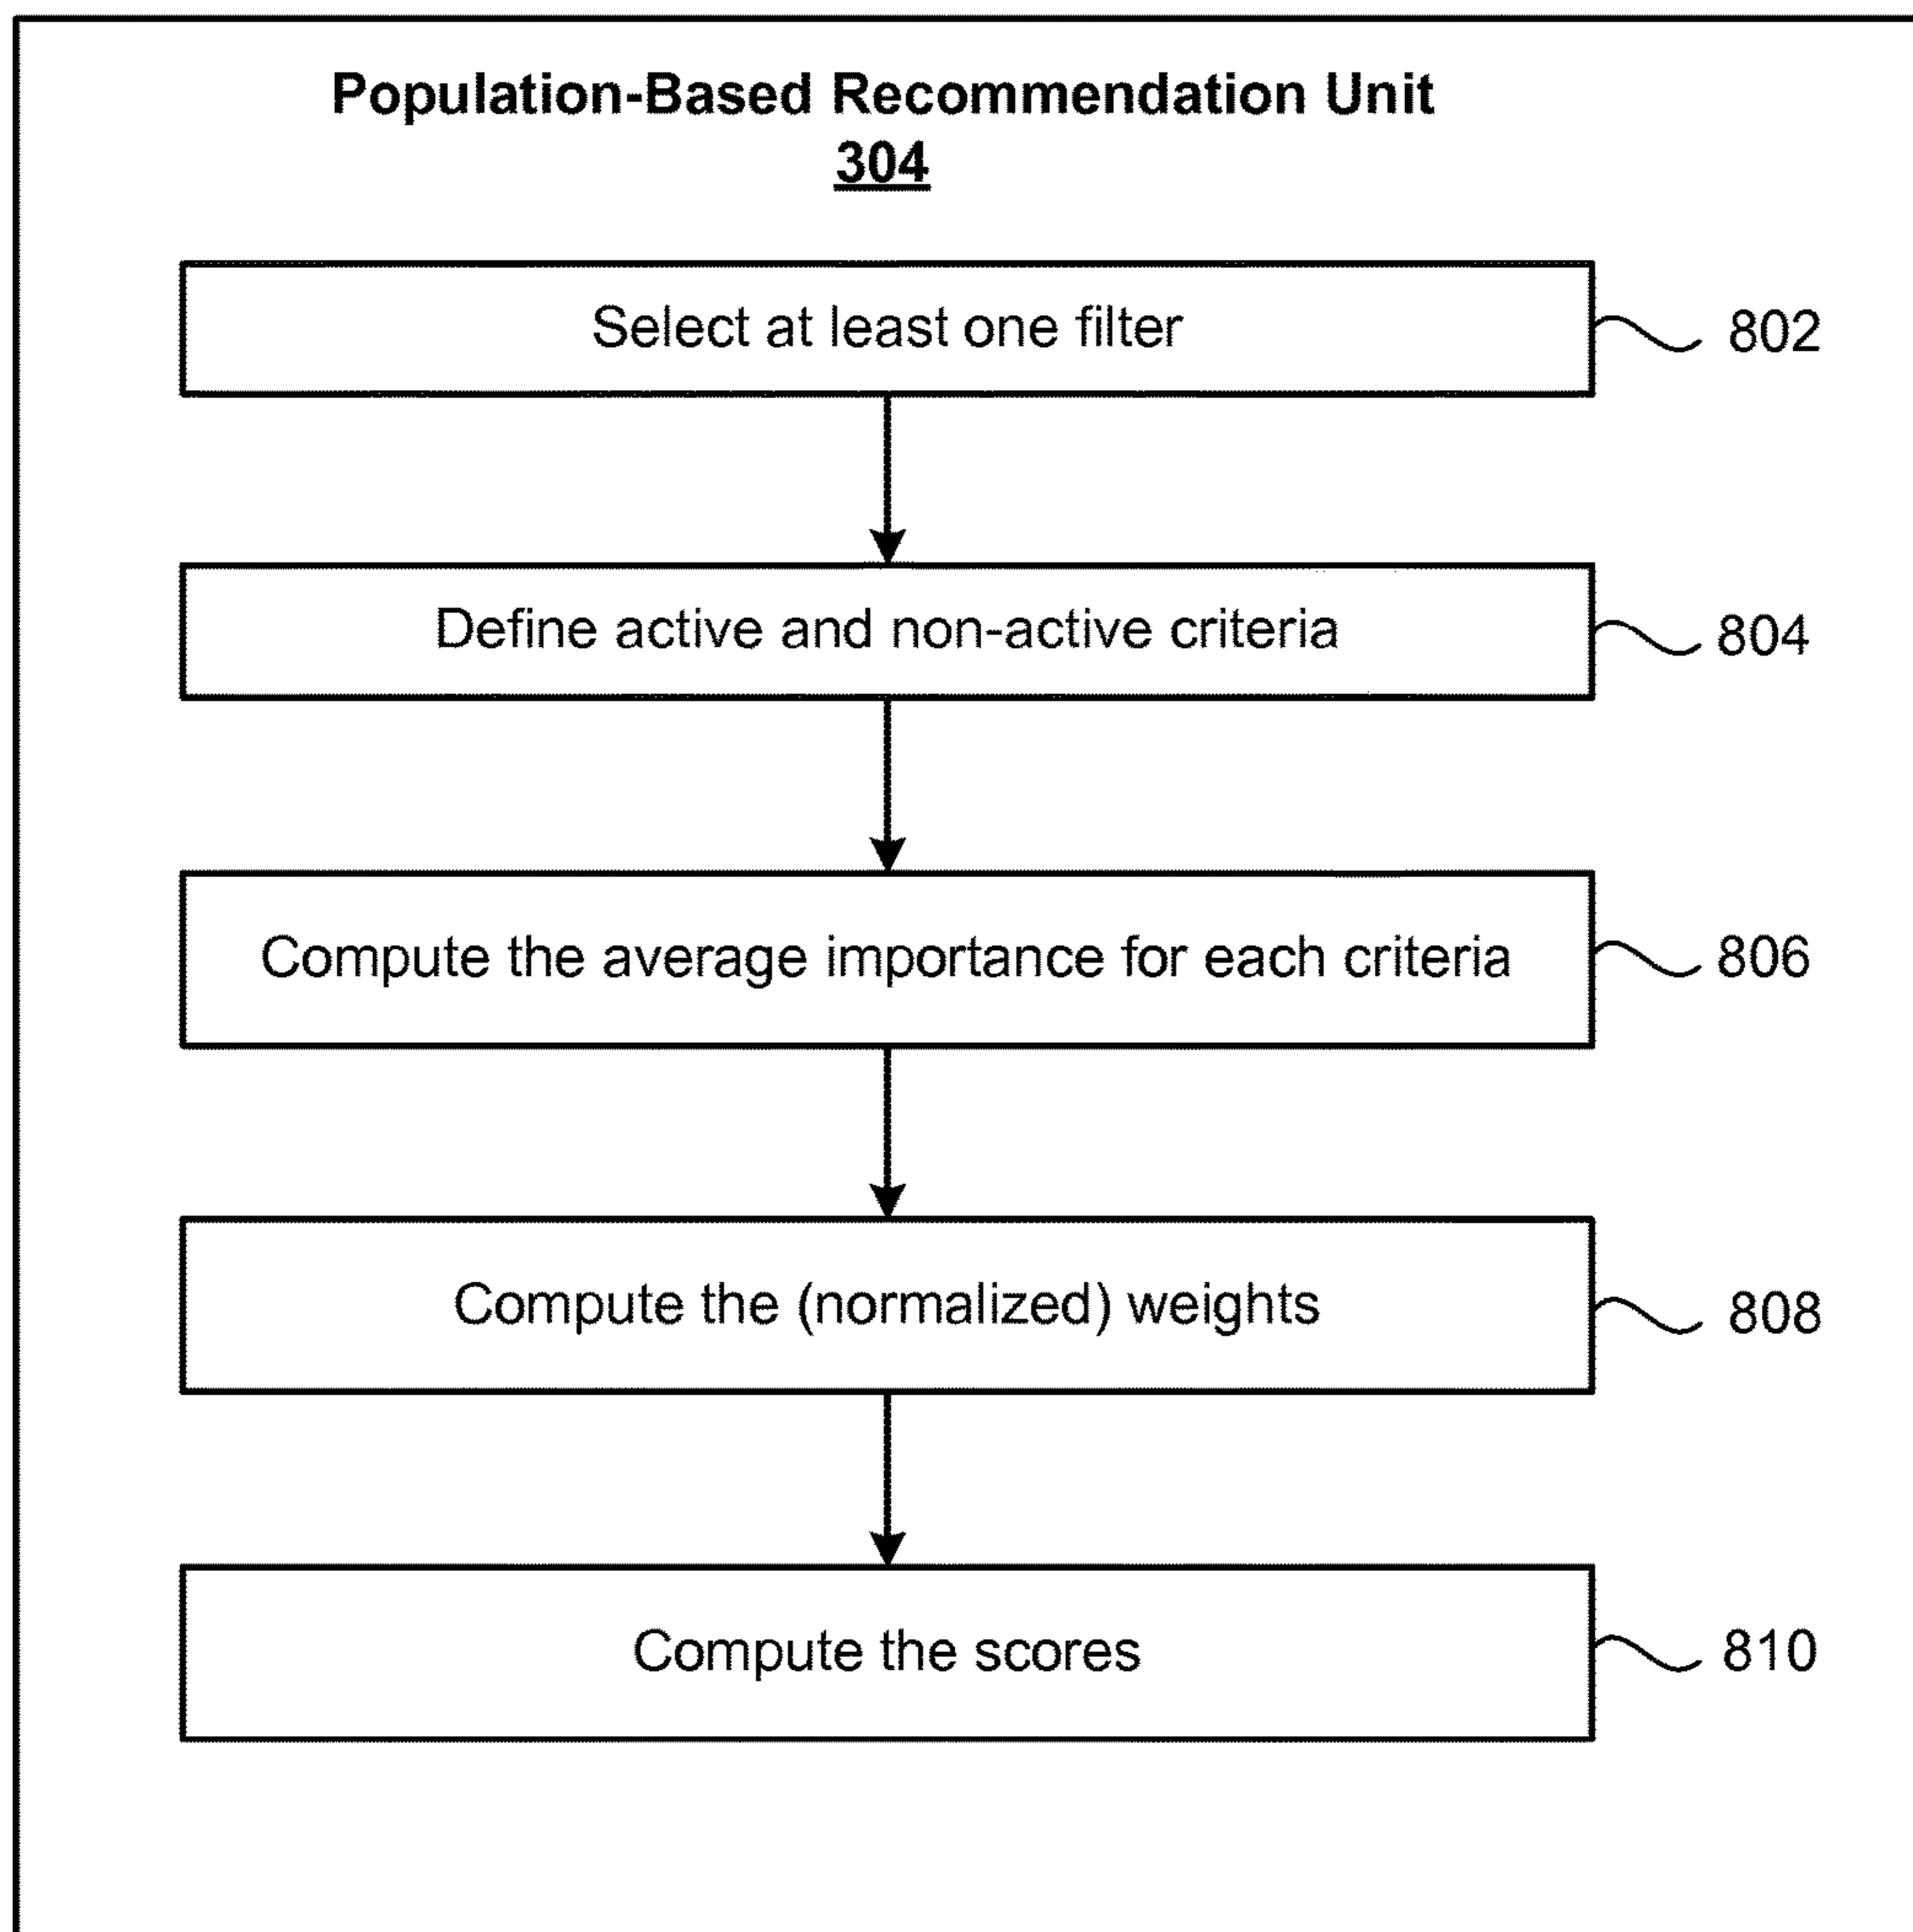 Population-Based Recommendation Unit
304
Select at least one filter
802
Define active and non-active criteria
804
Compute the average importance for each criteria
806
Compute the (normalized) weights
808
Compute the scores
810